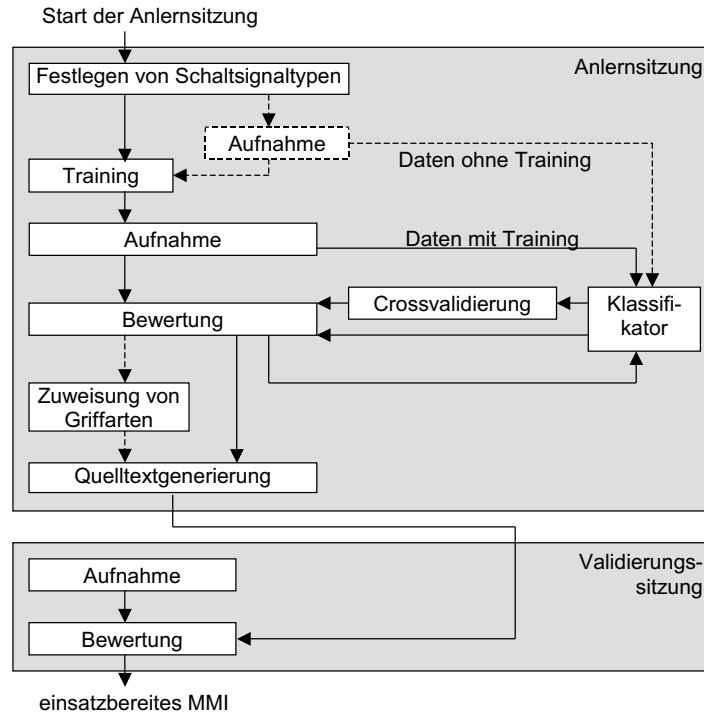 Start der Anlernsitzung
Anlernsitzung
Festlegen von Schaltsignaltypen
Aufnahme
Daten ohne Training
Training
Aufnahme
Daten mit Training
Crossvalidierung
Klassifi-
kator
Bewertung
Zuweisung von
Griffarten
Quelltextgenerierung
Validierungs-
sitzung
Aufnahme
Bewertung
einsatzbereites MMI